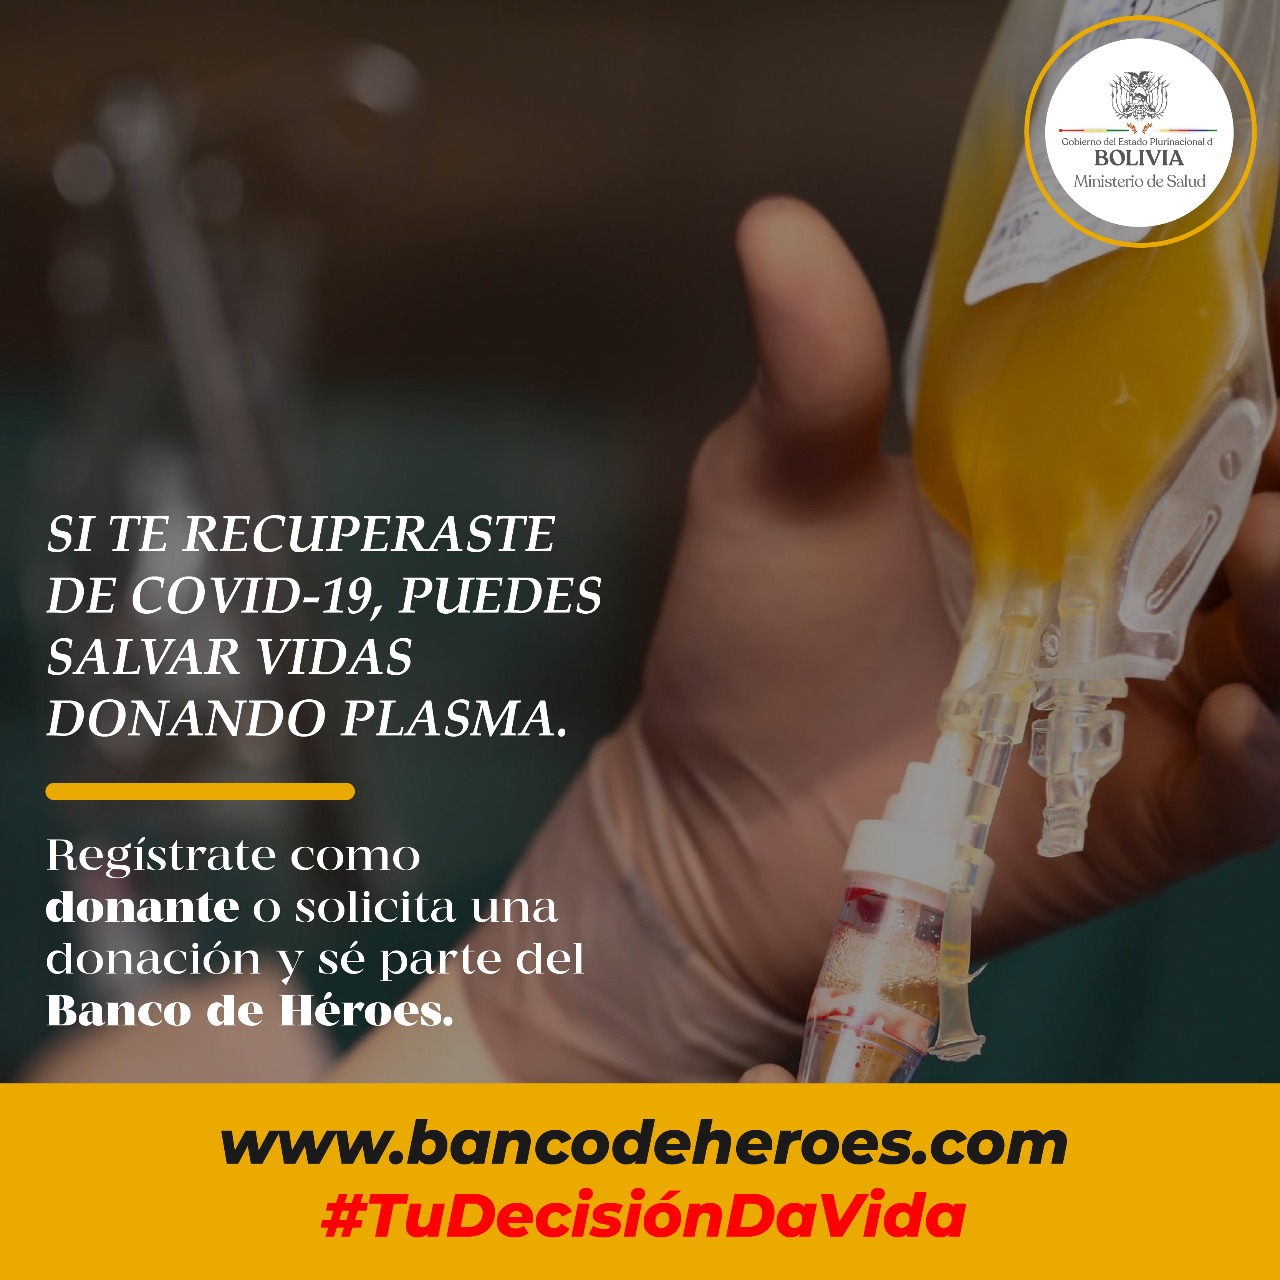 Gobierno del Estado Plurinacional d
BOLIVIA
Ministerio de Salud
SI TE RECUPERASTE
DE COVID-19, PUEDES
SALVAR VIDAS
DONANDO PLASMA.
Regístrate como
donante o solicita una
donación y sé parte del
Banco de Héroes.
www.bancodeheroes.com
#TuDecisiónDaVida